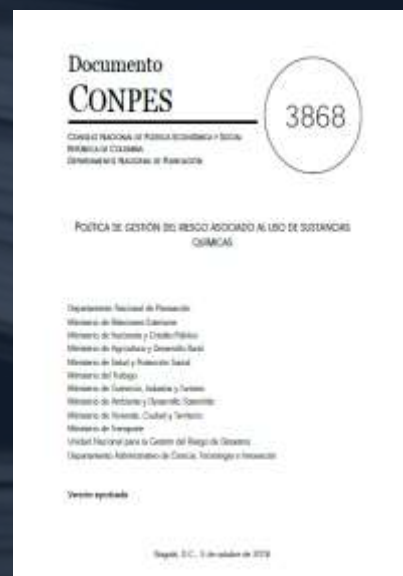 Documento
CONPES
3868
CONSEJO NACIONAL DE POLÍTICA ECONÓMICA Y SOCIAL
REPÚBLICA DE COLOMBIA
DEPARTAMENTO NACIONAL DE PLANEACIÓN
POLÍTICA DE GESTIÓN DEL RIESGO ASOCIADO AL USO DE SUSTANCIAS
QUÍMICAS
Departamento Nacional de Planeación
Ministerio de Relaciones Exteriores
Ministerio de Hacienda y Crédito Público
Ministerio de Agricultura y Desarrollo Rural
Ministerio de Salud y Protección Social
Ministerio del Trabajo
Ministerio de Comercio, Industria y Turismo
Ministerio de Ambiente y Desarrollo Sostenible
Ministerio de Vivienda, Ciudad y Territorio
Ministerio de Transporte
Unidad Nacional para la Gestión del Riesgo de Desastres
Departamento Administrativo de Ciencia, Tecnología e Innovación
Versión aprobada
Bogotá, D.C., 5 de octubre de 2016